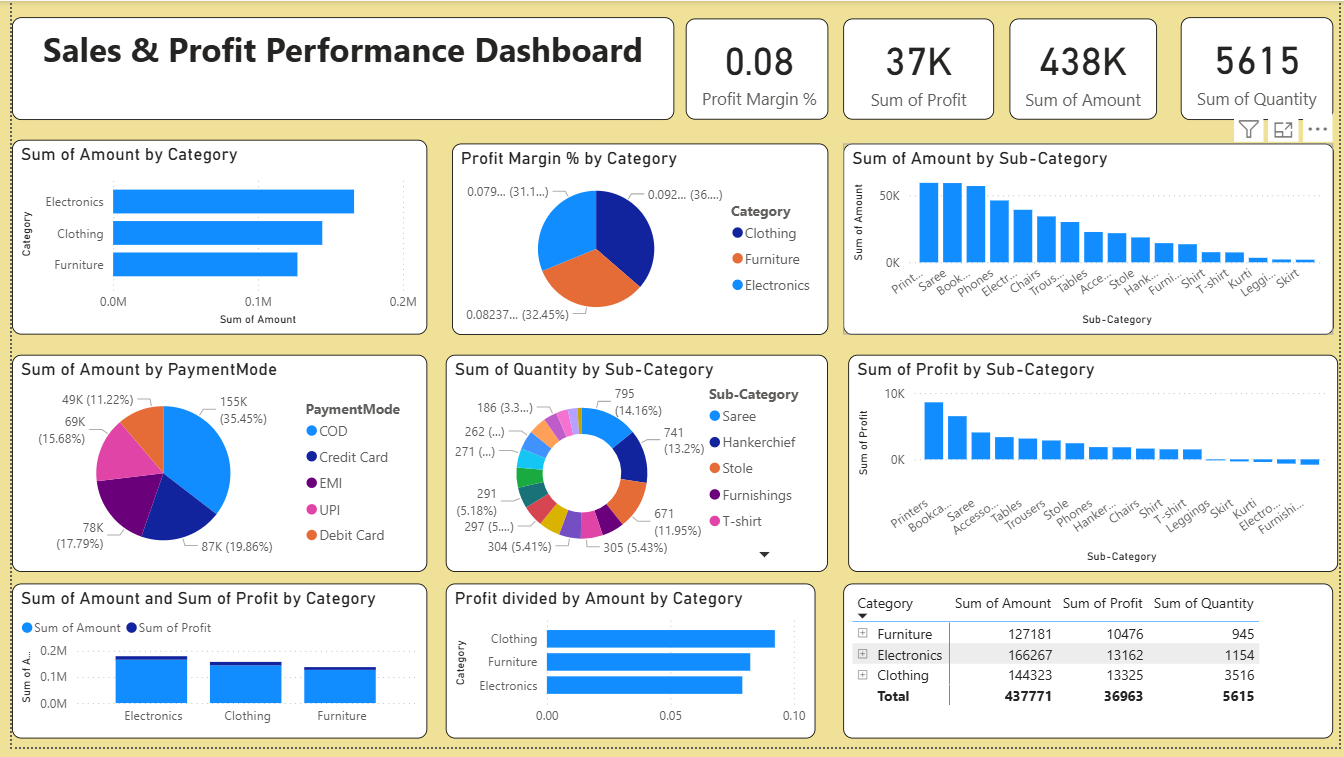 Sales & Profit Performance Dashboard
0.08
Profit Margin %
37K
Sum of Profit
438K
Sum of Amount
5615
Sum of Quantity
Sum of Amount by Category
Category
Electronics
Clothing
Furniture
0.0M 0.1M 0.2M
Sum of Amount
Profit Margin % by Category
0.079... (31.1...)
0.092... (36....)
0.08237... (32.45%)
Category
Clothing
Furniture
Electronics
Sum of Amount by Sub-Category
Sum of Amount
50K
0K
Print... Saree Book... Phones Electr... Chairs Trous... Tables Acce... Stole Hank... Furni... Shirt T-shirt Kurti Leggi... Skirt
Sub-Category
Sum of Amount by PaymentMode
49K (11.22%)
155K
(35.45%)
69K
(15.68%)
78K
(17.79%)
87K (19.86%)
PaymentMode
COD
Credit Card
EMI
UPI
Debit Card
Sum of Quantity by Sub-Category
186 (3.3...)
795
(14.16%)
262 (...)
741
(13.2%)
271 (...)
291
(5.18%)
671
(11.95%)
297 (5....)
304 (5.41%)
305 (5.43%)
Sub-Category
Saree
Hankerchief
Stole
Furnishings
T-shirt
Sum of Profit by Sub-Category
Sum of Profit
10K
0K
Printers Bookca... Saree Accesso... Tables Trousers Stole Phones Hanker... Chairs Shirt T-shirt Leggings Skirt Kurti Electro... Furnishi...
Sub-Category
Sum of Amount and Sum of Profit by Category
Sum of Amount Sum of Profit
Sum of A...
0.2M
0.1M
0.0M
Electronics Clothing Furniture
Profit divided by Amount by Category
Category
Clothing
Furniture
Electronics
0.00 0.05 0.10
Category Sum of Amount Sum of Profit Sum of Quantity
Furniture 127181 10476 945
Electronics 166267 13162 1154
Clothing 144323 13325 3516
Total 437771 36963 5615